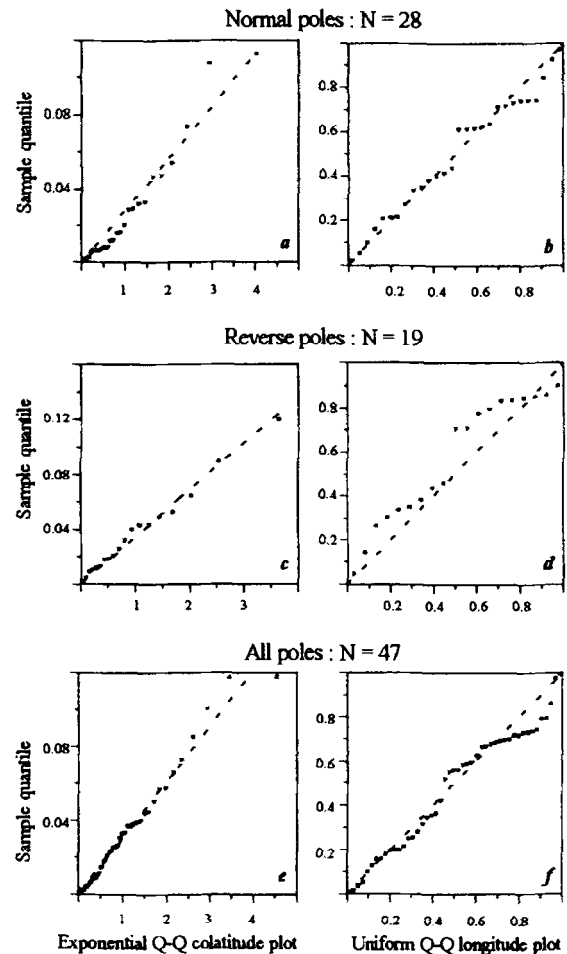 Normal poles : N = 28
Sample quantile
0.08
0.04
1 2 3 4
a
0.8
0.6
0.4
0.2
0.2 0.4 0.6 0.8
b
Reverse poles : N = 19
Sample quantile
0.12
0.08
0.04
1 2 3
c
0.8
0.6
0.4
0.2
0.2 0.4 0.6 0.8
d
All poles : N = 47
Sample quantile
0.08
0.04
1 2 3 4
e
0.8
0.6
0.4
0.2
0.2 0.4 0.6 0.8
f
Exponential Q-Q colatitude plot
Uniform Q-Q longitude plot